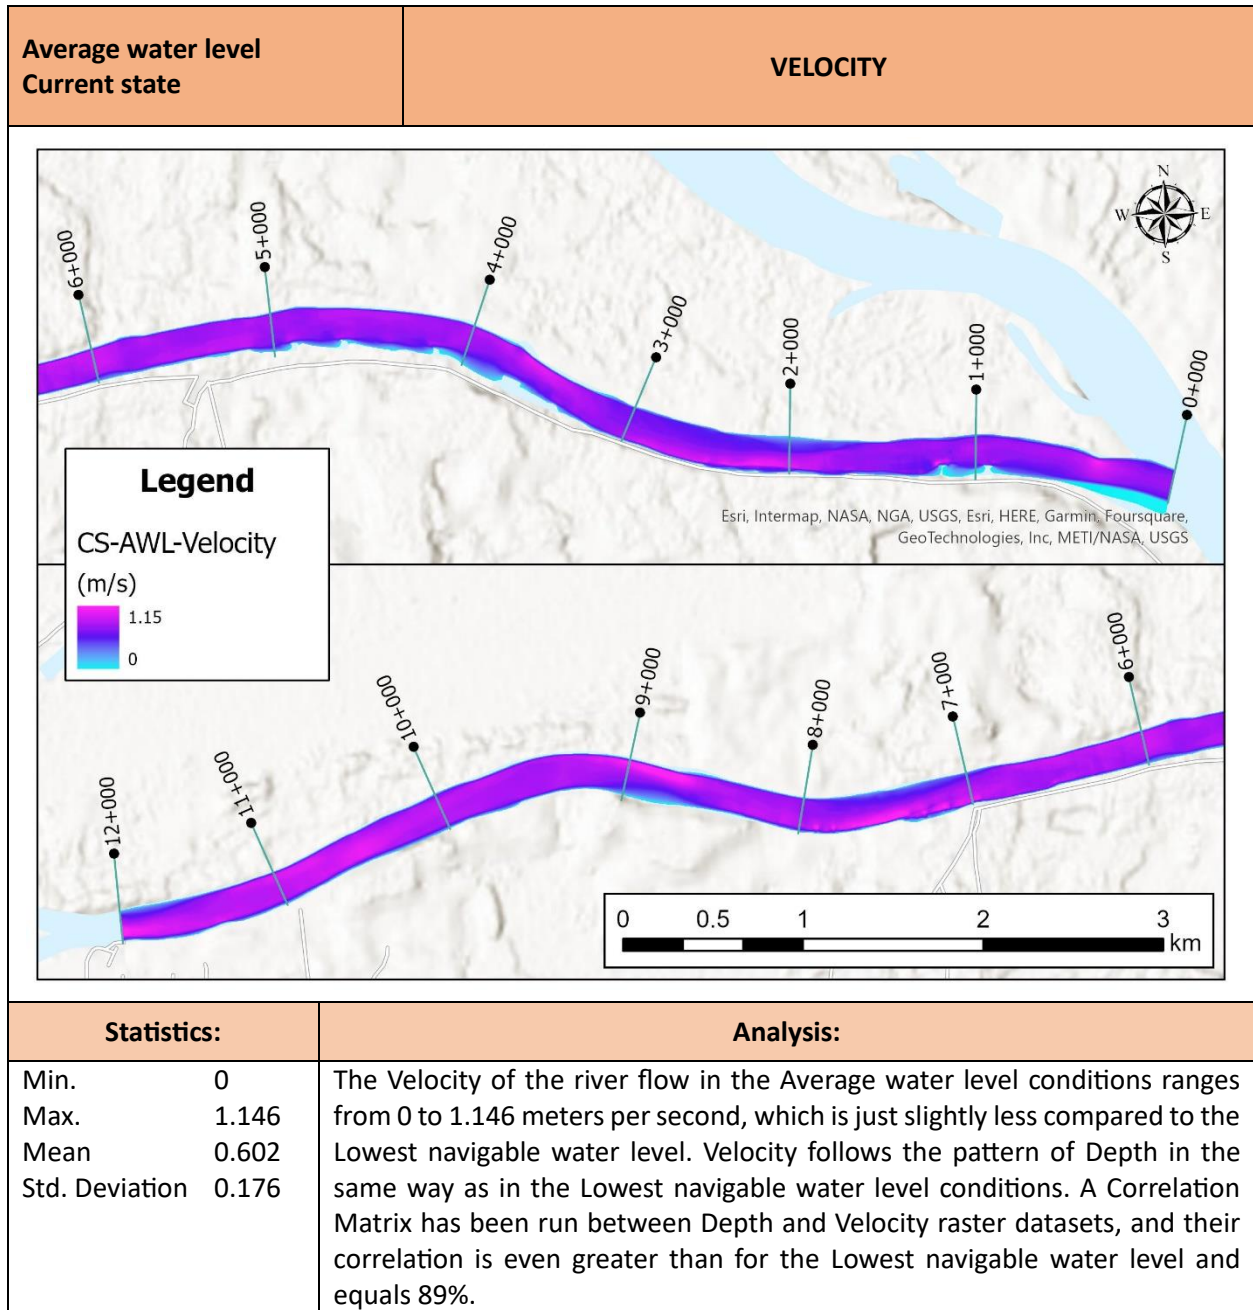 Average water level
Current state
VELOCITY
N
W
E
S
6+000
5+000
4+000
3+000
2+000
1+000
0+000
Esri, Intermap, NASA, NGA, USGS, Esri, HERE, Garmin, Foursquare,
GeoTechnologies, Inc, METI/NASA, USGS
Legend
CS-AWL-Velocity
(m/s)
1.15
0
12+000
11+000
10+000
9+000
8+000
7+000
6+000
0 0.5 1 2 3
km
Statistics:
Min. 0
Max. 1.146
Mean 0.602
Std. Deviation 0.176
Analysis:
The Velocity of the river flow in the Average water level conditions ranges
from 0 to 1.146 meters per second, which is just slightly less compared to the
Lowest navigable water level. Velocity follows the pattern of Depth in the
same way as in the Lowest navigable water level conditions. A Correlation
Matrix has been run between Depth and Velocity raster datasets, and their
correlation is even greater than for the Lowest navigable water level and
equals 89%.